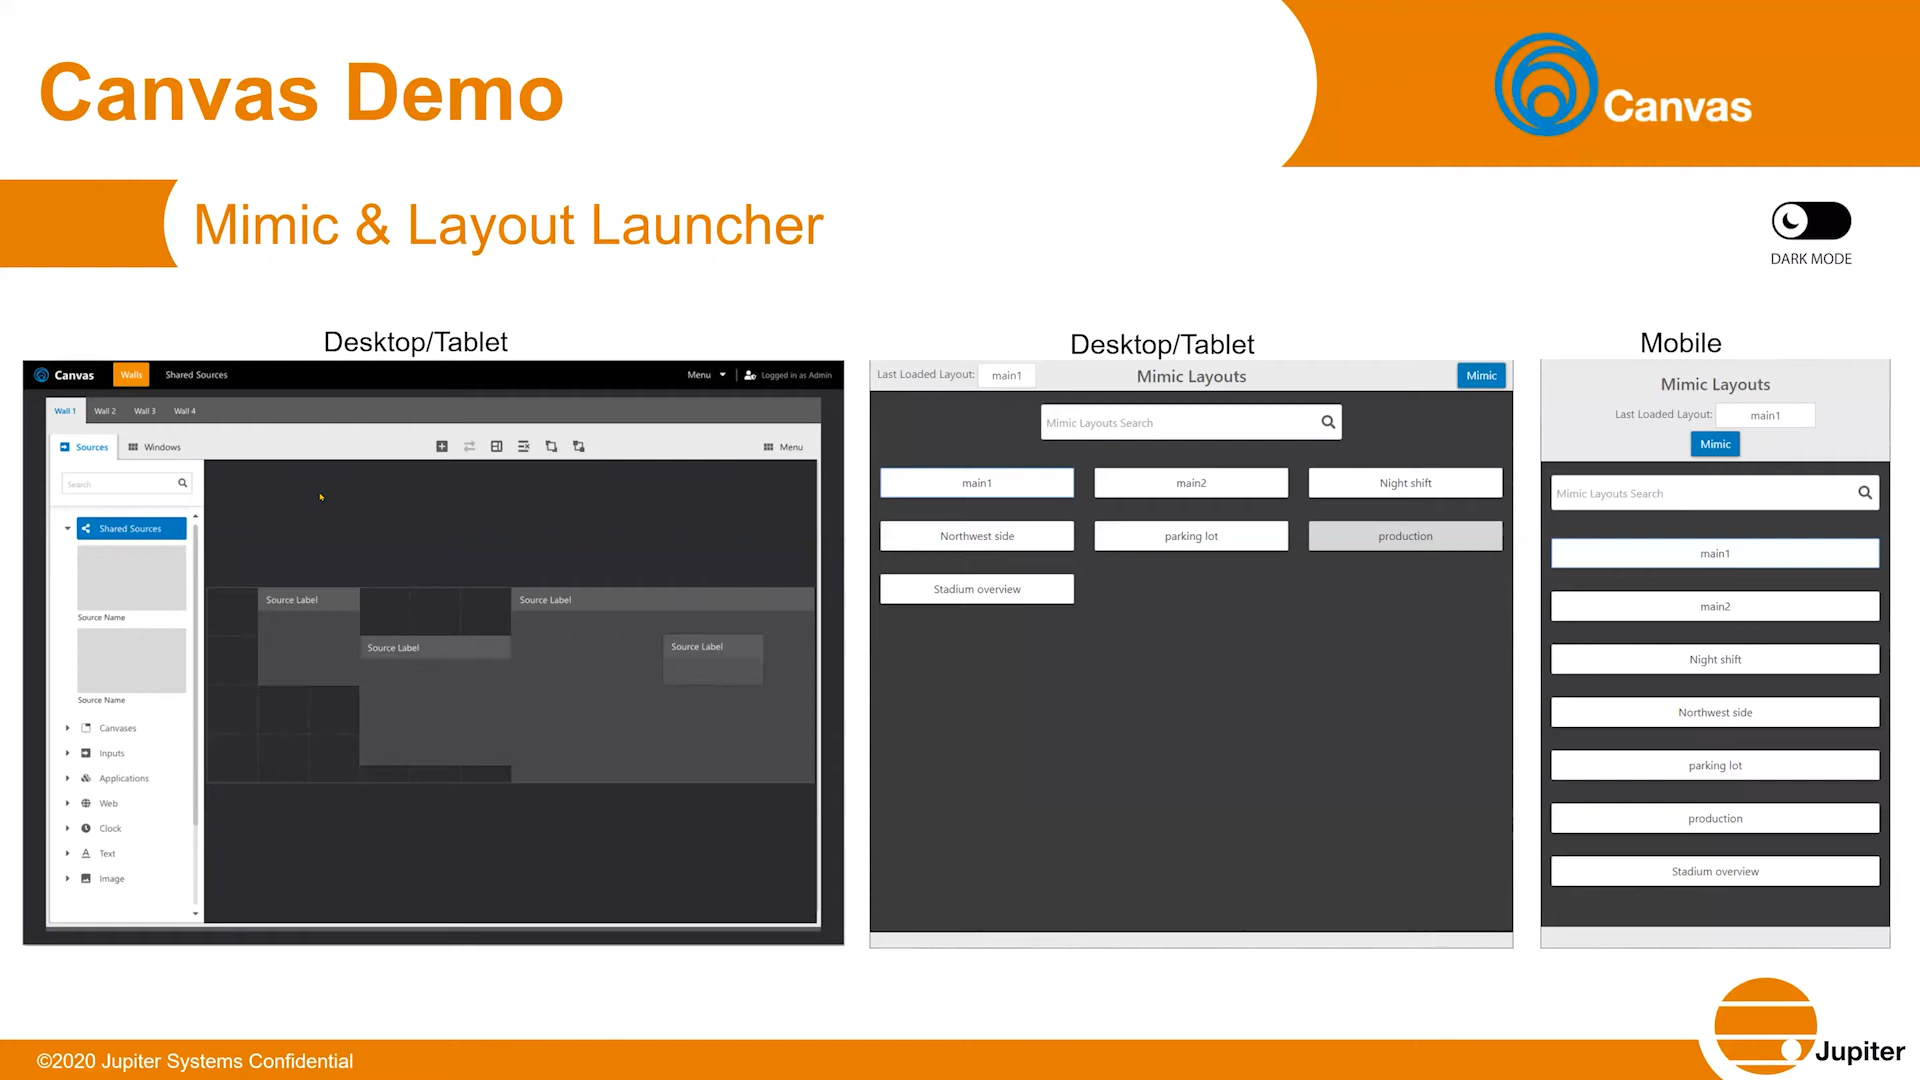 Canvas Demo
Canvas
Mimic & Layout Launcher
DARK MODE
Desktop/Tablet
Canvas
Walls
Shared Sources
Menu
Logged in as Admin
Wall 1
Wall 2
Wall 3
Wall 4
Sources
Windows
Menu
Search
Shared Sources
Source Name
Source Name
Canvases
Inputs
Applications
Web
Clock
Text
Image
Source Label
Source Label
Source Label
Source Label
Desktop/Tablet
Last Loaded Layout: main1
Mimic Layouts
Mimic
Mimic Layouts Search
main1
main2
Night shift
Northwest side
parking lot
production
Stadium overview
Mobile
Mimic Layouts
Last Loaded Layout: main1
Mimic
Mimic Layouts Search
main1
main2
Night shift
Northwest side
parking lot
production
Stadium overview
©2020 Jupiter Systems Confidential
Jupiter